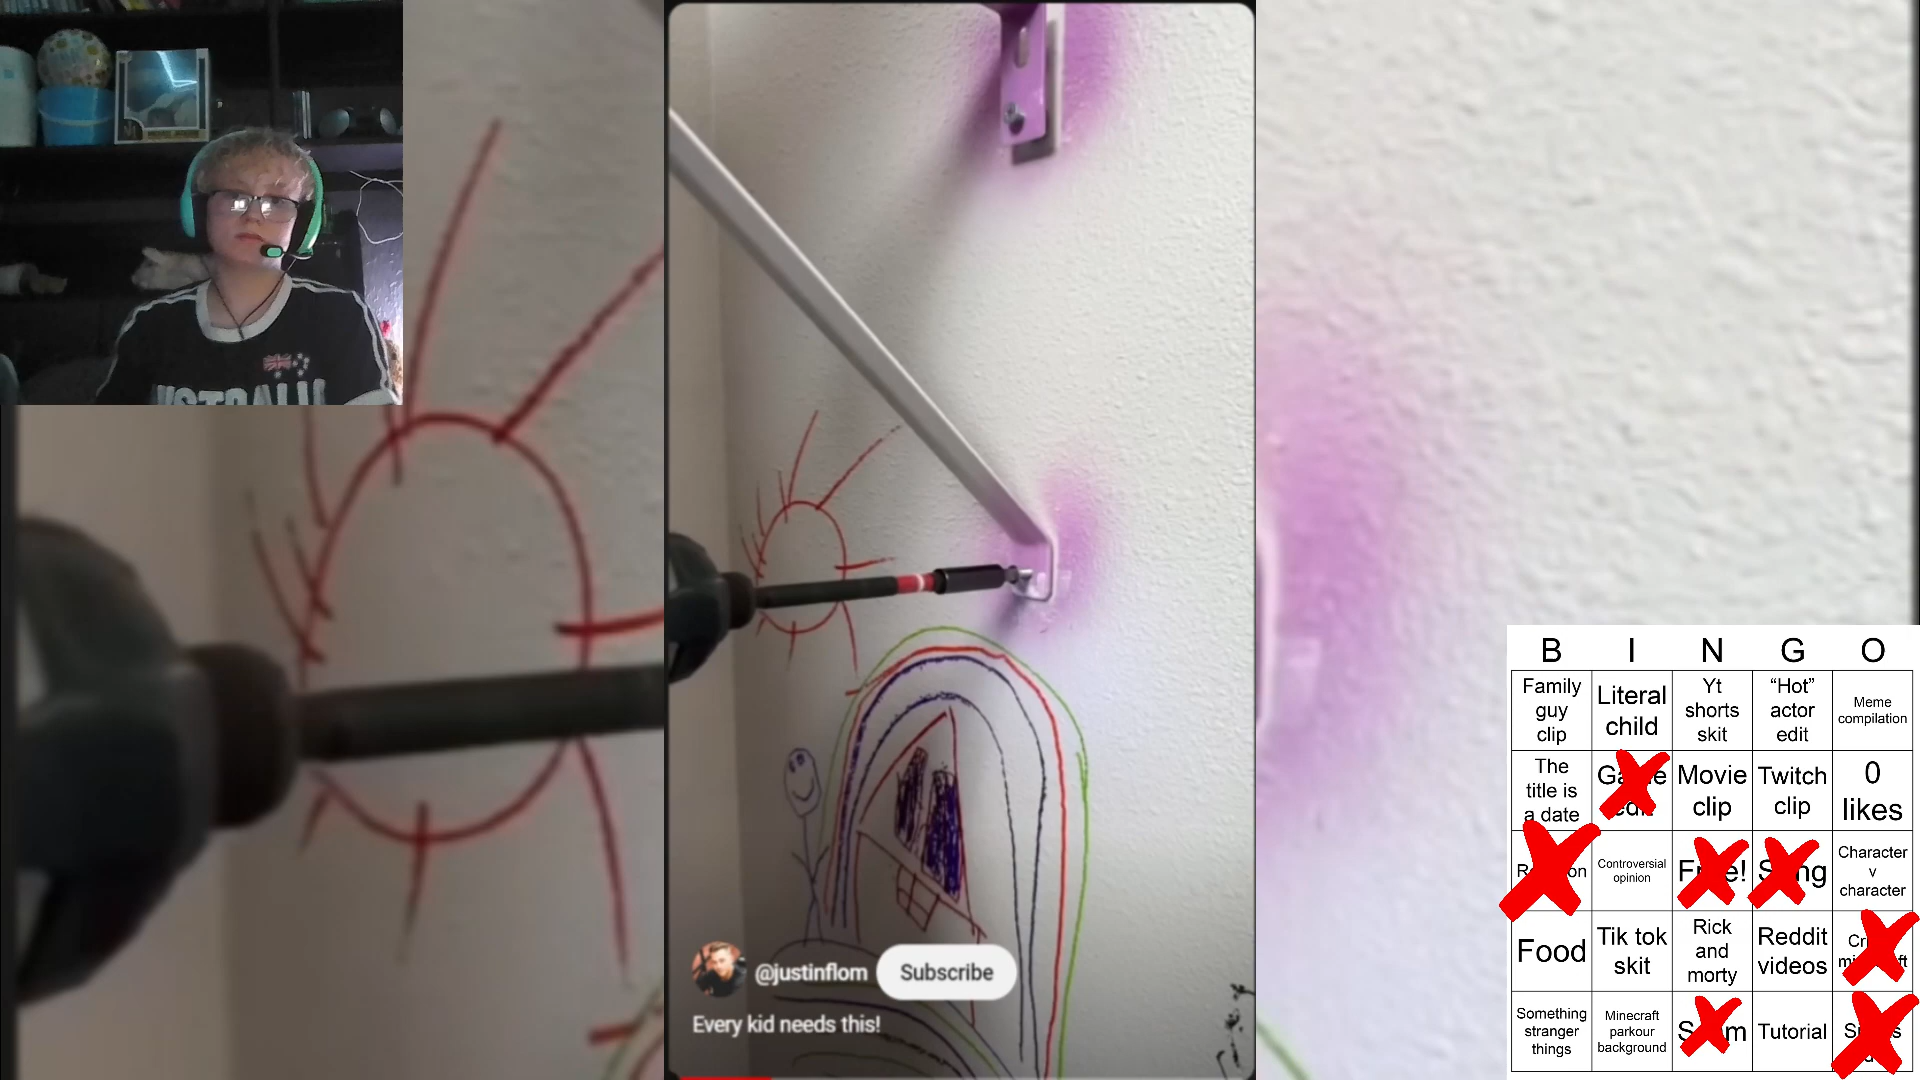 @justinflom
Subscribe
Every kid needs this!
B I N G O
Family guy clip
Literal child
Yt shorts skit
“Hot” actor edit
Meme compilation
The title is a date
Movie clip
Twitch clip
0 likes
Controversial opinion
Free!
Character v character
Food
Tik tok skit
Rick and morty
Reddit videos
Something stranger things
Minecraft parkour background
Tutorial